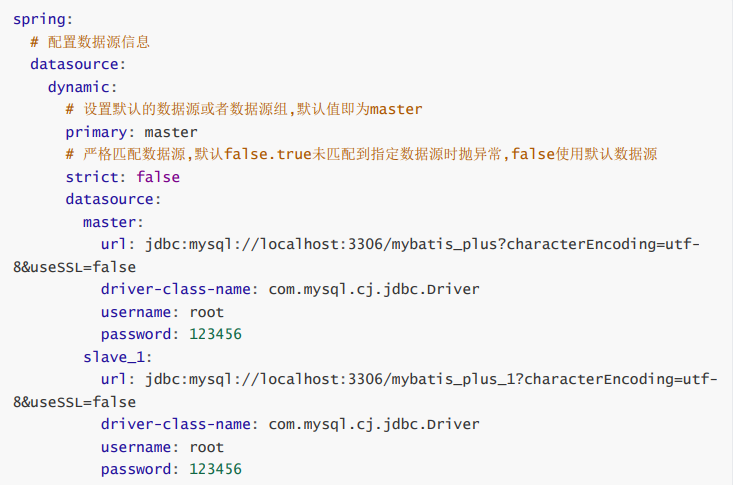 spring:
# 配置数据源信息
datasource:
dynamic:
# 设置默认的数据源或者数据源组,默认值即为master
primary: master
# 严格匹配数据源,默认false.true未匹配到指定数据源时抛异常,false使用默认数据源
strict: false
datasource:
master:
url: jdbc:mysql://localhost:3306/mybatis_plus?characterEncoding=utf-
8&useSSL=false
driver-class-name: com.mysql.cj.jdbc.Driver
username: root
password: 123456
slave_1:
url: jdbc:mysql://localhost:3306/mybatis_plus_1?characterEncoding=utf-
8&useSSL=false
driver-class-name: com.mysql.cj.jdbc.Driver
username: root
password: 123456